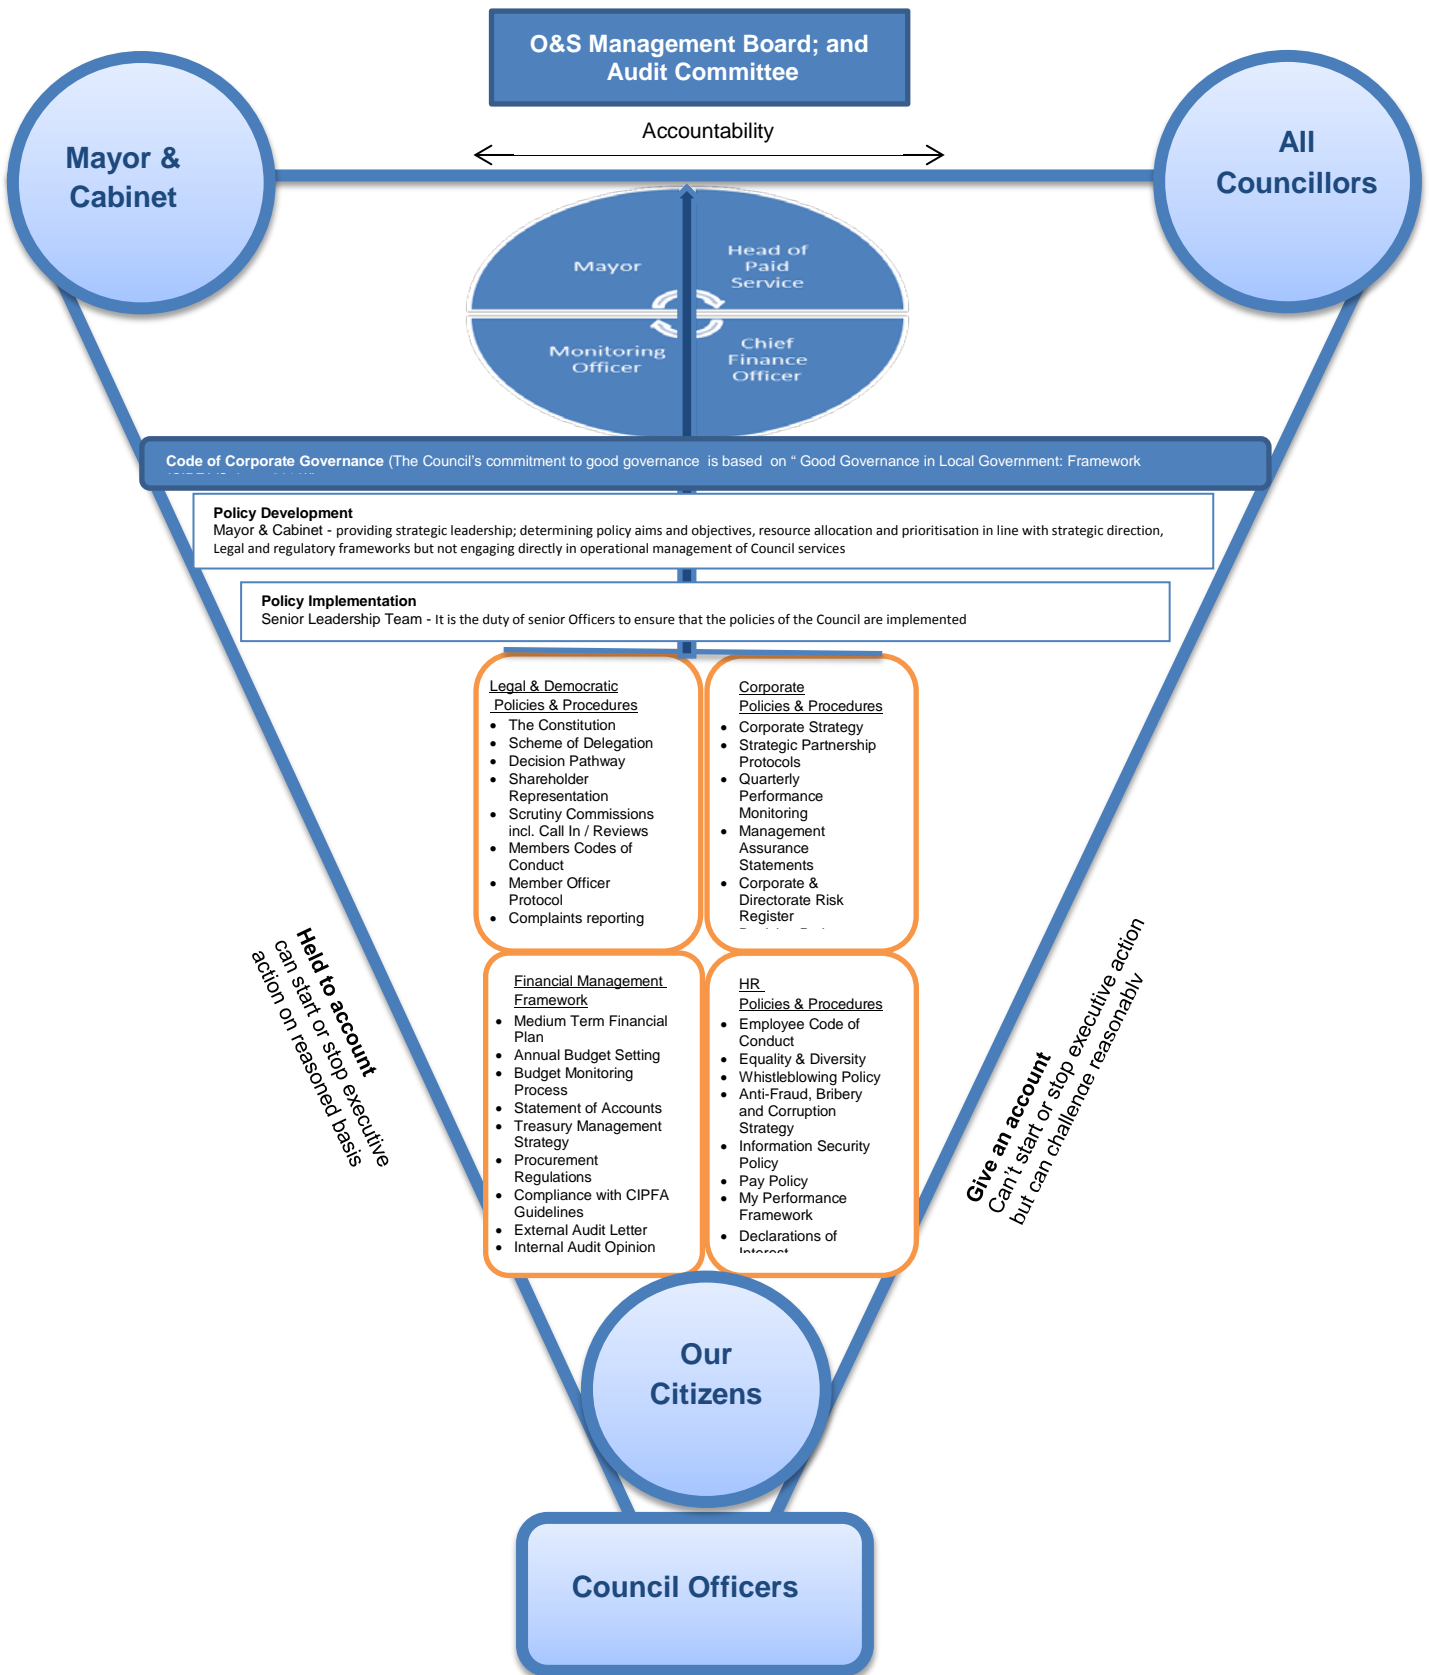 O&S Management Board; and
Audit Committee
Accountability
Mayor &
Cabinet
All
Councillors
Mayor
Head of
Paid
Service
Monitoring
Officer
Chief
Finance
Officer
Code of Corporate Governance (The Council’s commitment to good governance  is based  on “ Good Governance in Local Government: Framework
Policy Development
Mayor & Cabinet - providing strategic leadership; determining policy aims and objectives, resource allocation and prioritisation in line with strategic direction,
Legal and regulatory frameworks but not engaging directly in operational management of Council services
Policy Implementation
Senior Leadership Team - It is the duty of senior Officers to ensure that the policies of the Council are implemented
Legal & Democratic
Policies & Procedures
• The Constitution
• Scheme of Delegation
• Decision Pathway
• Shareholder
Representation
• Scrutiny Commissions
incl. Call In / Reviews
• Members Codes of
Conduct
• Member Officer
Protocol
• Complaints reporting
Corporate
Policies & Procedures
• Corporate Strategy
• Strategic Partnership
Protocols
• Quarterly
Performance
Monitoring
• Management
Assurance
Statements
• Corporate &
Directorate Risk
Register
Financial Management
Framework
• Medium Term Financial
Plan
• Annual Budget Setting
• Budget Monitoring
Process
• Statement of Accounts
• Treasury Management
Strategy
• Procurement
Regulations
• Compliance with CIPFA
Guidelines
• External Audit Letter
• Internal Audit Opinion
HR
Policies & Procedures
• Employee Code of
Conduct
• Equality & Diversity
• Whistleblowing Policy
• Anti-Fraud, Bribery
and Corruption
Strategy
• Information Security
Policy
• Pay Policy
• My Performance
Framework
• Declarations of
Interest
Held to account
can start or stop executive
action on reasoned basis
Give an account
Can’t start or stop executive action
but can challenge reasonably
Our
Citizens
Council Officers